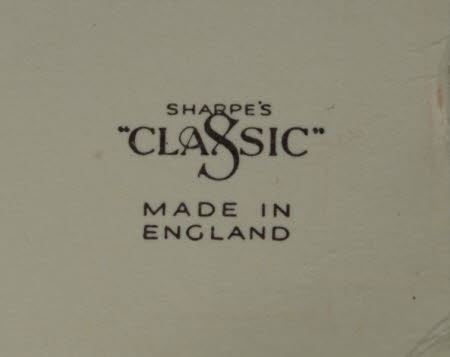 SHARPE'S
"CLASSIC"
MADE IN
ENGLAND